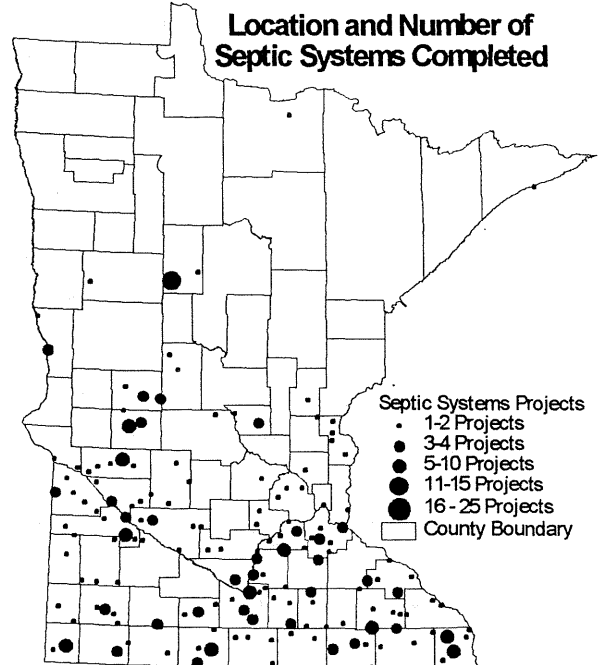 Location and Number of
Septic Systems Completed
Septic Systems Projects
1-2 Projects
3-4 Projects
5-10 Projects
11-15 Projects
16 - 25 Projects
County Boundary